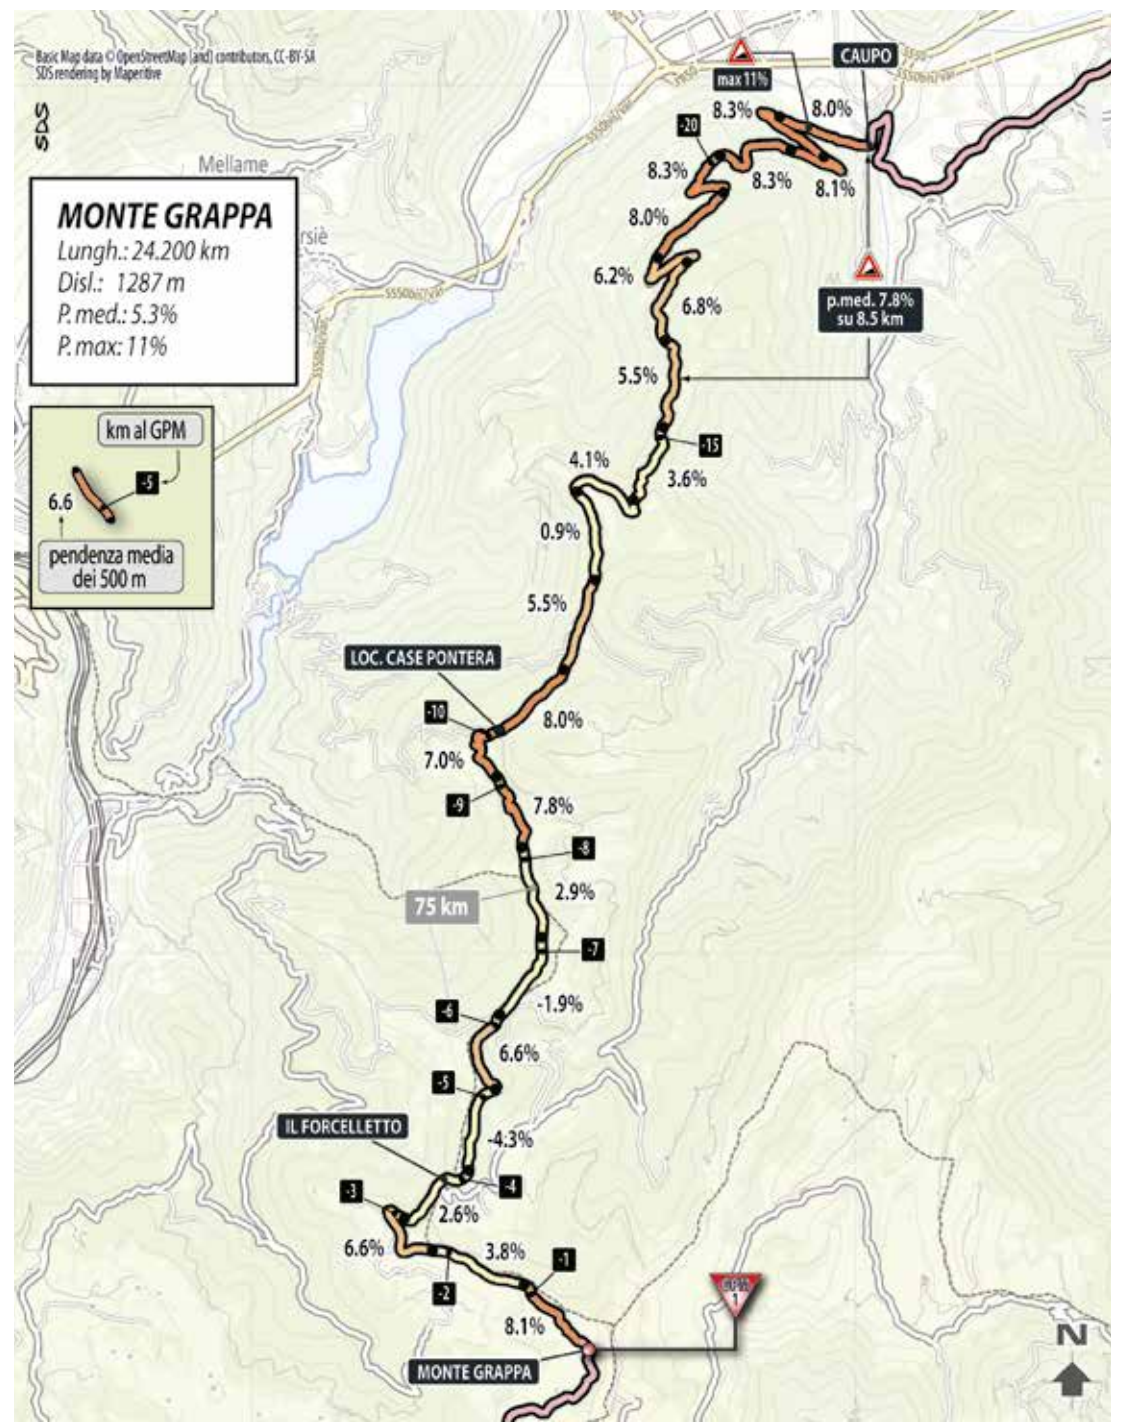 Basic Map data © OpenStreetMap (and) contributors, CC-BY-SA
SDS rendering by Maperitive
SDS
CAUPO
max 11%
8.3%
8.0%
-20
Mellame
8.3%
8.3%
8.1%
MONTE GRAPPA
Lungh.: 24.200 km
Disl.: 1287 m
P.med.: 5.3%
P.max: 11%
rsiè
8.0%
6.2%
6.8%
p.med. 7.8%
su 8.5 km
5.5%
-15
km al GPM
-5
6.6
pendenza media
dei 500 m
4.1%
3.6%
0.9%
5.5%
LOC. CASE PONTERA
-10
8.0%
7.0%
-9
7.8%
-8
75 km
2.9%
-7
-1.9%
-6
6.6%
-5
IL FORCELLETTO
-4.3%
-4
-3
2.6%
6.6%
3.8%
-1
-2
8.1%
1
MONTE GRAPPA
N